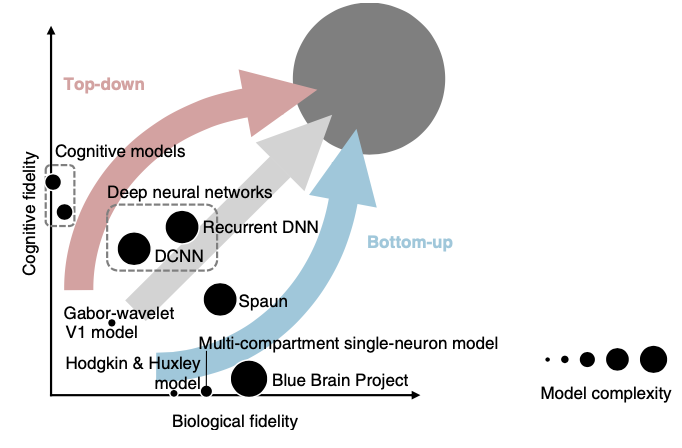 Top-down
Cognitive models
Deep neural networks
Recurrent DNN
DCNN
Bottom-up
Cognitive fidelity
Spaun
Gabor-wavelet
V1 model
Multi-compartment single-neuron model
Hodgkin & Huxley
model
Blue Brain Project
Model complexity
Biological fidelity